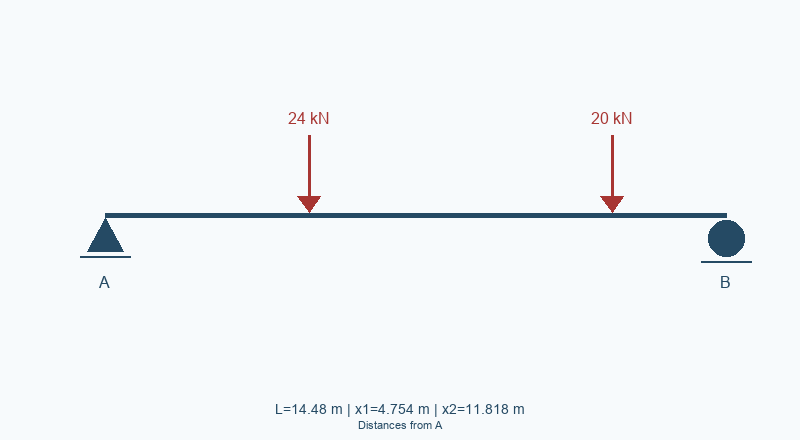 24 kN 20 kN
A B
L=14.48 m | x1=4.754 m | x2=11.818 m
Distances from A